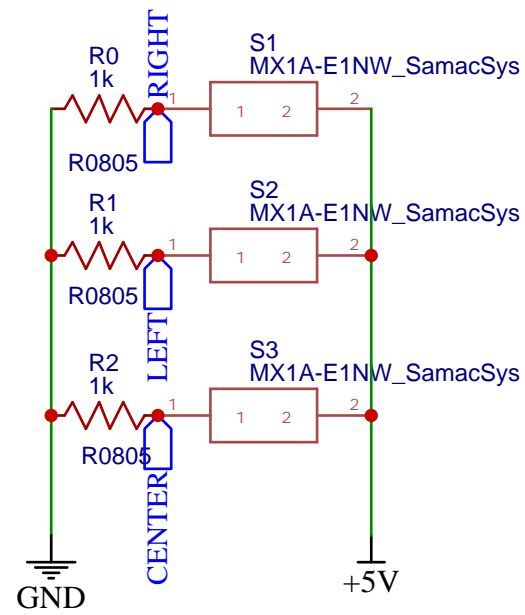 R0
1k
RIGHT
R0805
S1
MX1A-E1NW_SamacSys
1
1
2
2
R1
1k
R0805
LEFT
S2
MX1A-E1NW_SamacSys
1
1
2
2
R2
1k
R0805
CENTER
S3
MX1A-E1NW_SamacSys
1
1
2
2
GND
+5V